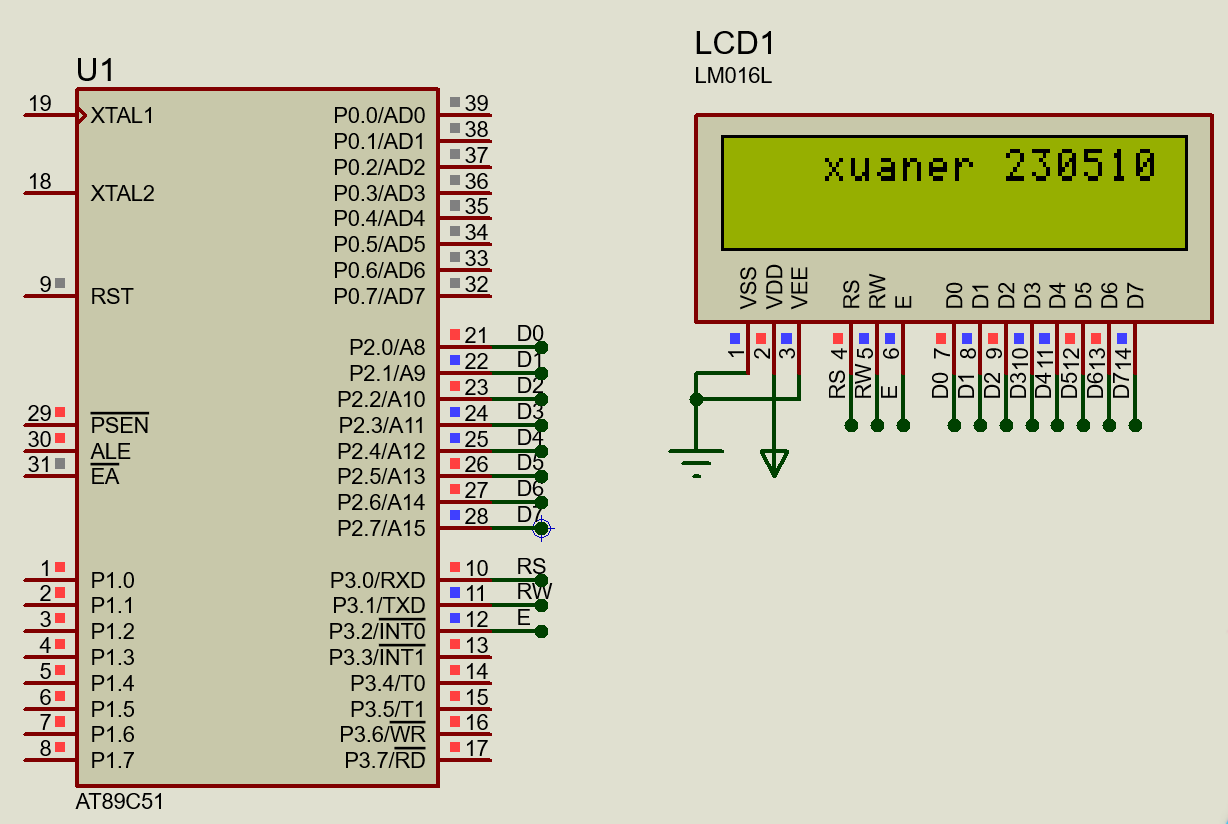 U1
19 XTAL1
18 XTAL2
9 RST
29 PSEN
30 ALE
31 EA
1 P1.0
2 P1.1
3 P1.2
4 P1.3
5 P1.4
6 P1.5
7 P1.6
8 P1.7
P0.0/AD0 39
P0.1/AD1 38
P0.2/AD2 37
P0.3/AD3 36
P0.4/AD4 35
P0.5/AD5 34
P0.6/AD6 33
P0.7/AD7 32
P2.0/A8 21 D0
P2.1/A9 22 D1
P2.2/A10 23 D2
P2.3/A11 24 D3
P2.4/A12 25 D4
P2.5/A13 26 D5
P2.6/A14 27 D6
P2.7/A15 28 D7
P3.0/RXD 10 RS
P3.1/TXD 11 RW
P3.2/INT0 12 E
P3.3/INT1 13
P3.4/T0 14
P3.5/T1 15
P3.6/WR 16
P3.7/RD 17
AT89C51
LCD1
LM016L
xuaner 230510
VSS VDD VEE RS RW E D0 D1 D2 D3 D4 D5 D6 D7
1 2 3 4 5 6 7 8 9 10 11 12 13 14
RS RW E D0 D1 D2 D3 D4 D5 D6 D7